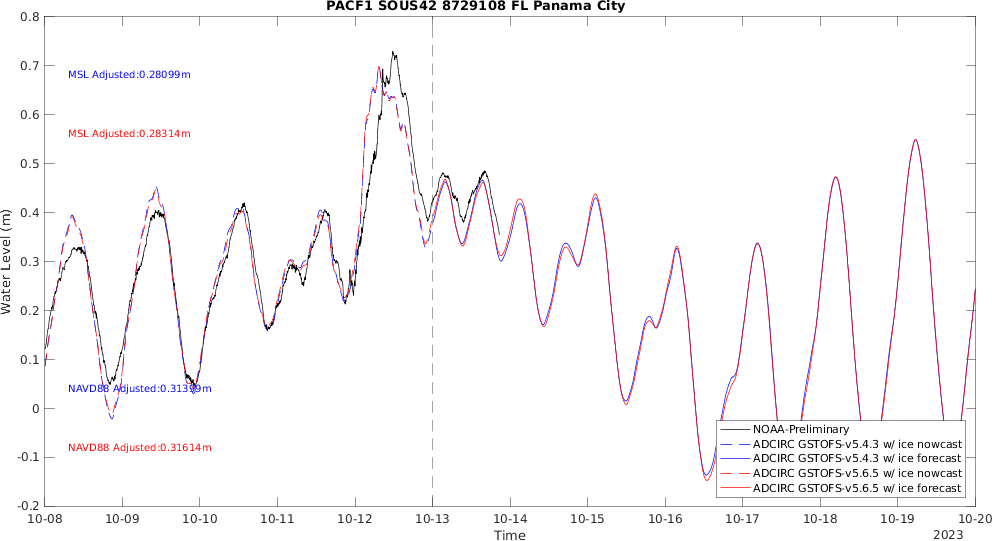 PACF1 SOUS42 8729108 FL Panama City
0.8
0.7
0.6
0.5
0.4
0.3
0.2
0.1
0
-0.1
-0.2
Water Level (m)
MSL Adjusted:0.28099m
MSL Adjusted:0.28314m
NAVD88 Adjusted:0.31399m
NAVD88 Adjusted:0.31614m
NOAA-Preliminary
ADCIRC GSTOFS-v5.4.3 w/ ice nowcast
ADCIRC GSTOFS-v5.4.3 w/ ice forecast
ADCIRC GSTOFS-v5.6.5 w/ ice nowcast
ADCIRC GSTOFS-v5.6.5 w/ ice forecast
10-08 10-09 10-10 10-11 10-12 10-13 10-14 10-15 10-16 10-17 10-18 10-19 10-20
Time
2023